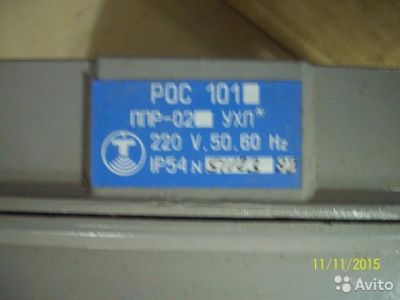 РОС 101
ППР-02 УХЛ*
220 V, 50, 60 Hz
IP54 N
11/11/2015
Avito